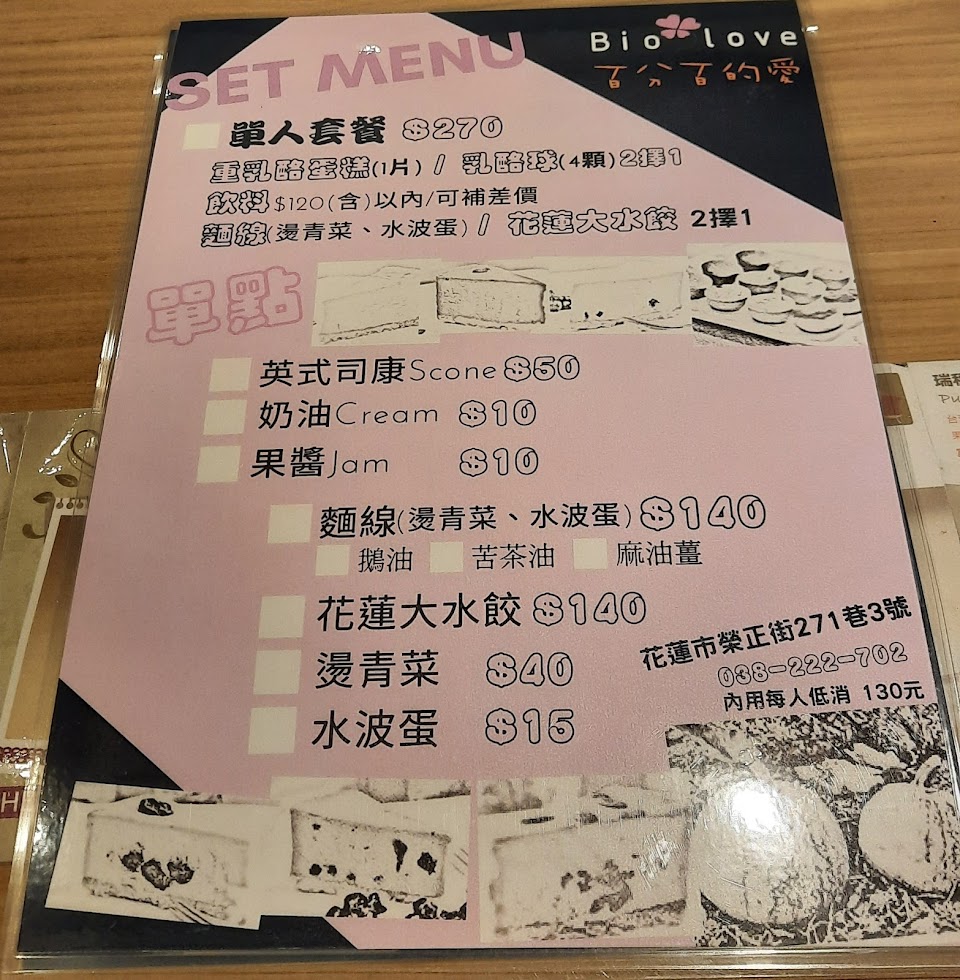 SET MENU
Bio love
百分百的愛
單人套餐 $270
重乳酪蛋糕(1片) / 乳酪球(4顆)2擇1
飲料$120(含)以內/可補差價
麵線(燙青菜、水波蛋) / 花蓮大水餃 2擇1
單點
英式司康Scone $50
奶油Cream $10
果醬Jam $10
麵線(燙青菜、水波蛋) $140
鵝油 苦茶油 麻油薑
花蓮大水餃 $140
燙青菜 $40
水波蛋 $15
花蓮市榮正街271巷3號
038-222-702
內用每人低消 130元